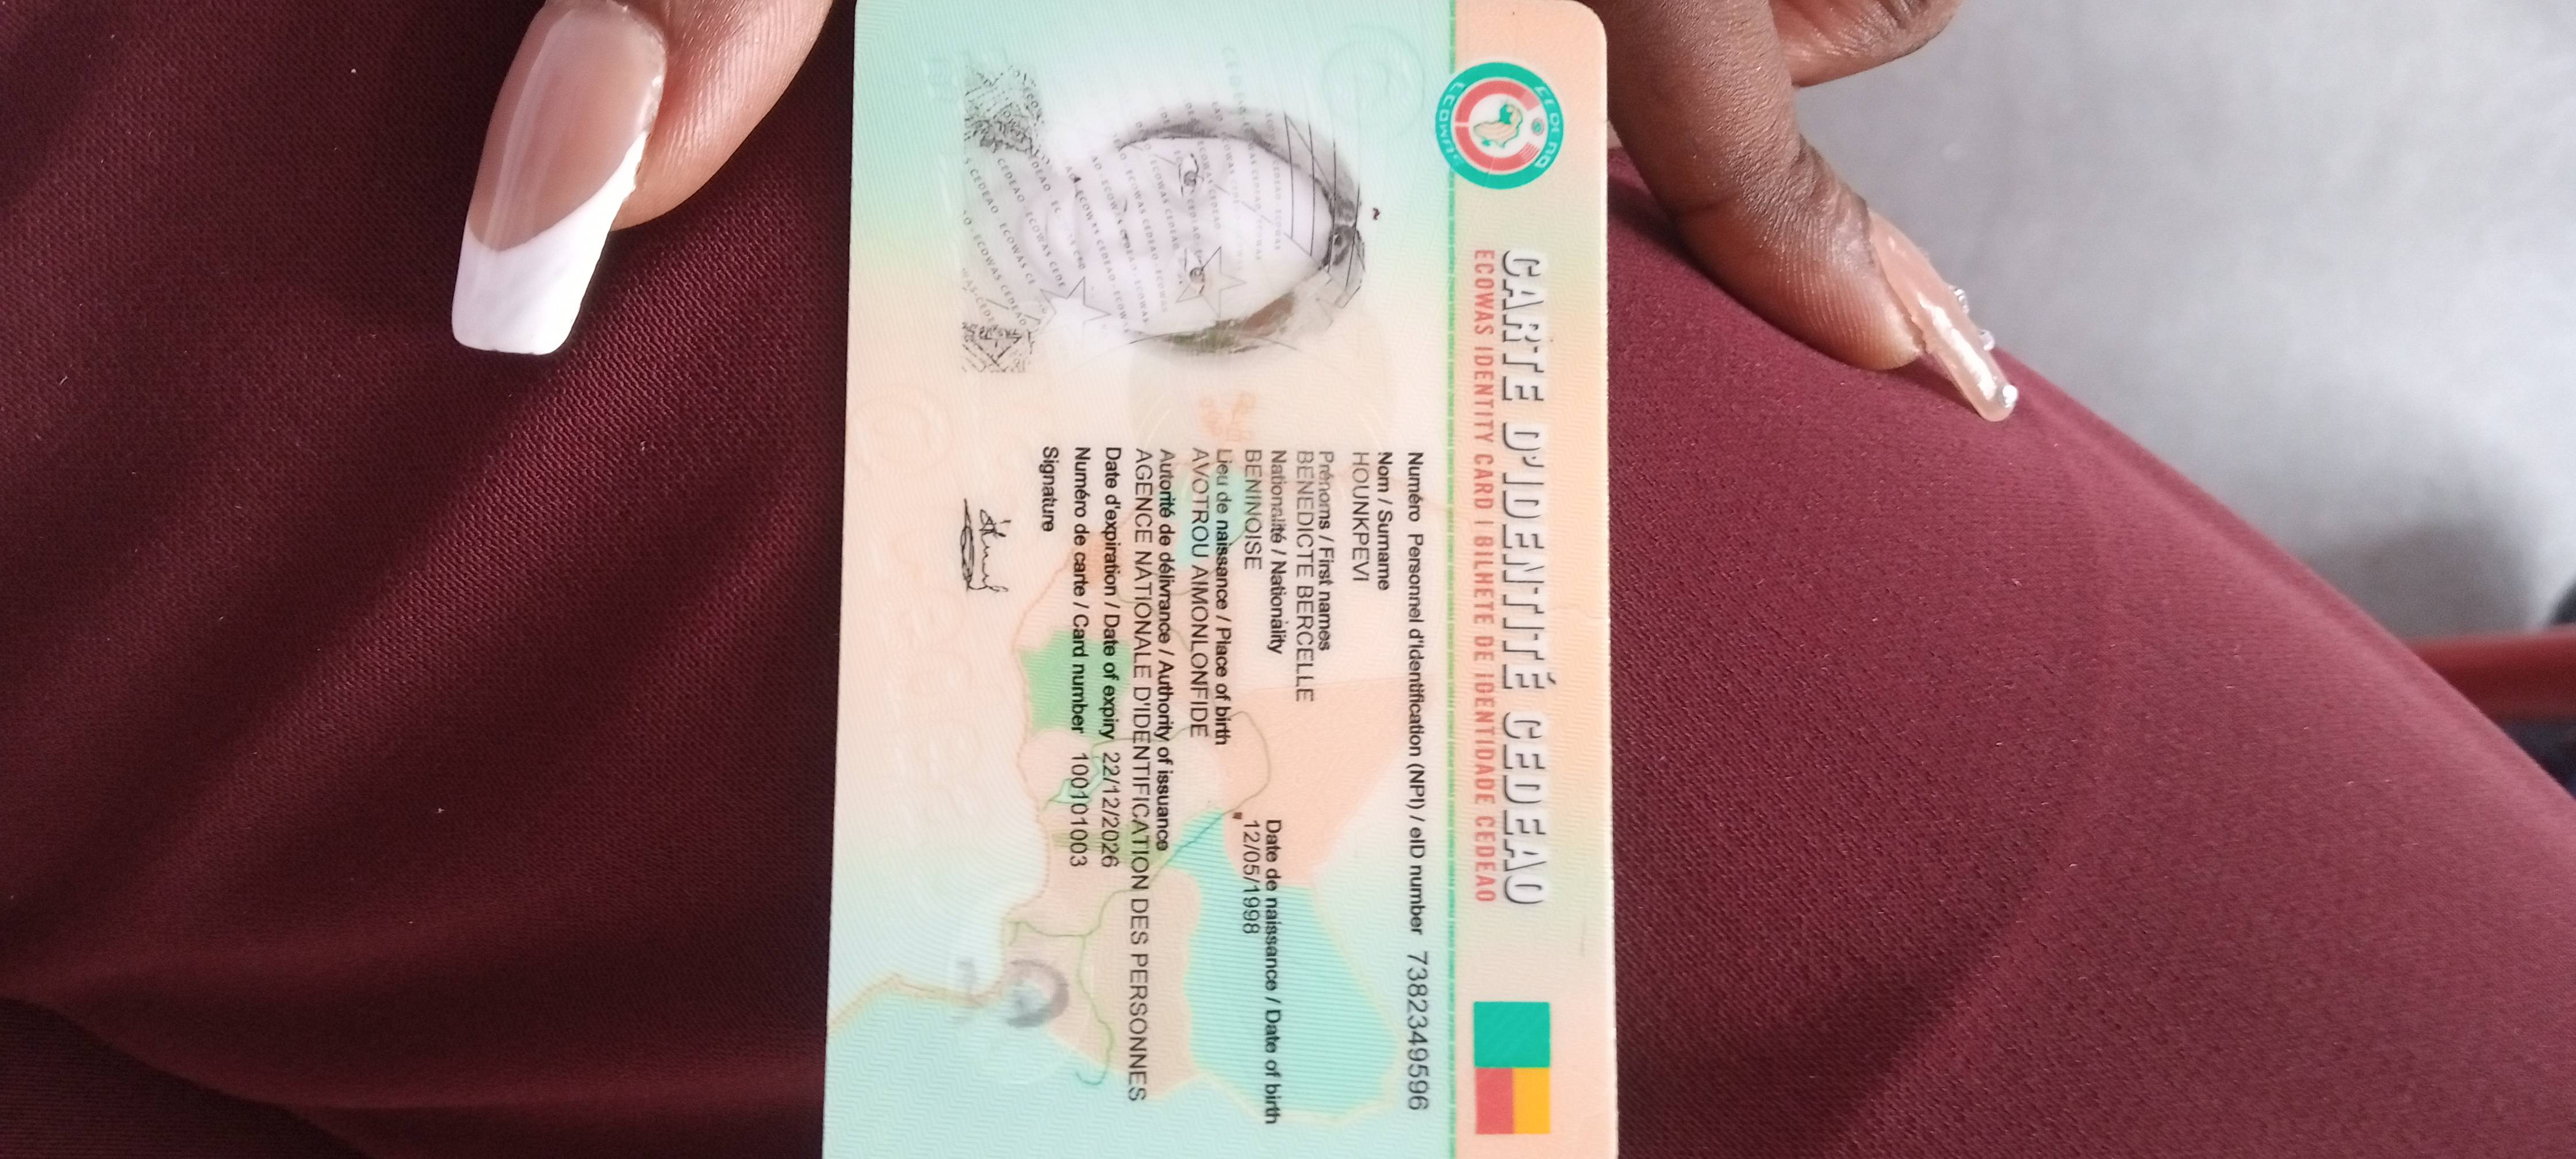 CARTE D'IDENTITÉ CEDEAO
ECOWAS IDENTITY CARD | BILHETE DE IDENTIDADE CEDEAO
Numéro Personnel d'Identification (NPI) / eID number 7382349596
Nom / Surname
HOUNKPEVI
Prénoms / First names
BENEDICTE BERCELLE
Nationalité / Nationality Date de naissance / Date of birth
BENINOISE 12/05/1998
Lieu de naissance / Place of birth
AVOTROU AIMONLONFIDE
Autorité de délivrance / Authority of issuance
AGENCE NATIONALE D'IDENTIFICATION DES PERSONNES
Date d'expiration / Date of expiry 22/12/2026
Numéro de carte / Card number 100101003
Signature